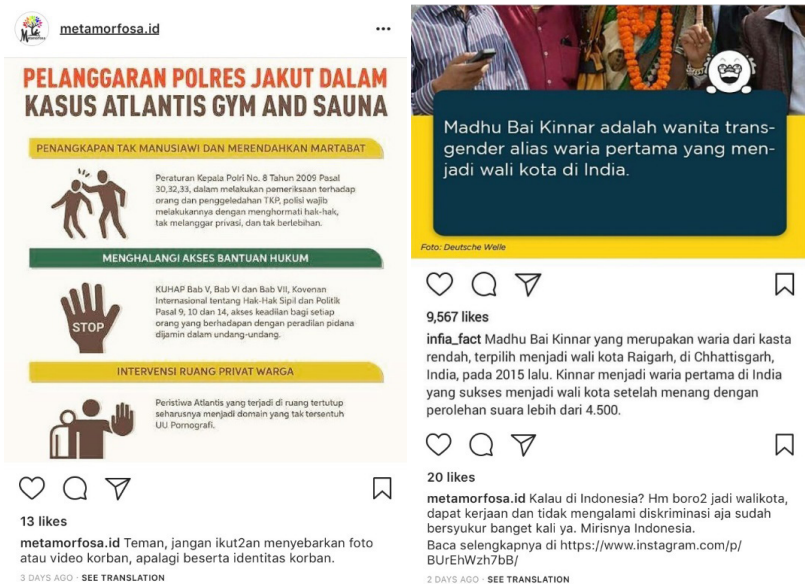 metamorfosa.id
PELANGGARAN POLRES JAKUT DALAM
KASUS ATLANTIS GYM AND SAUNA
PENANGKAPAN TAK MANUSIAWI DAN MERENDAHKAN MARTABAT
Peraturan Kepala Polri No. 8 Tahun 2009 Pasal
30,32,33, dalam melakukan pemeriksaan terhadap
orang dan penggeledahan TKP, polisi wajib
melakukannya dengan menghormati hak-hak,
tak melanggar privasi, dan tak berlebihan.
MENGHALANGI AKSES BANTUAN HUKUM
STOP
KUHAP Bab V, Bab VI dan Bab VII, Kovenan
Internasional tentang Hak-Hak Sipil dan Politik
Pasal 9, 10 dan 14, akses keadilan bagi setiap
orang yang berhadapan dengan peradilan pidana
dijamin dalam undang-undang.
INTERVENSI RUANG PRIVAT WARGA
Peristiwa Atlantis yang terjadi di ruang tertutup
seharusnya menjadi domain yang tak tersentuh
UU Pornografi.
13 likes
metamorfosa.id Teman, jangan ikut2an menyebarkan foto
atau video korban, apalagi beserta identitas korban.
3 DAYS AGO · SEE TRANSLATION
Madhu Bai Kinnar adalah wanita trans-
gender alias waria pertama yang men-
jadi wali kota di India.
Foto: Deutsche Welle
9,567 likes
infia_fact Madhu Bai Kinnar yang merupakan waria dari kasta
rendah, terpilih menjadi wali kota Raigarh, di Chhattisgarh,
India, pada 2015 lalu. Kinnar menjadi waria pertama di India
yang sukses menjadi wali kota setelah menang dengan
perolehan suara lebih dari 4.500.
20 likes
metamorfosa.id Kalau di Indonesia? Hm boro2 jadi walikota,
dapat kerjaan dan tidak mengalami diskriminasi aja sudah
bersyukur banget kali ya. Mirisnya Indonesia.
Baca selengkapnya di https://www.instagram.com/p/
BUrEhWzh7bB/
2 DAYS AGO · SEE TRANSLATION